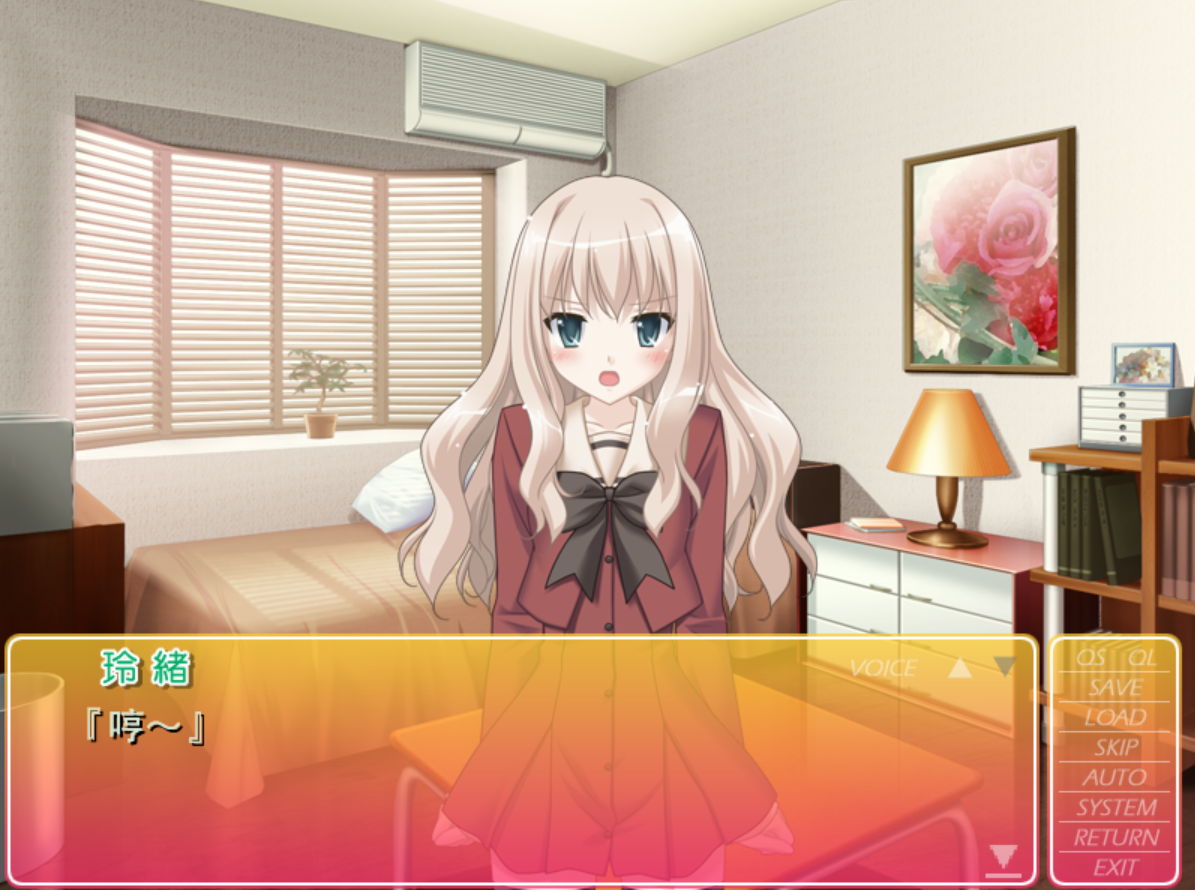 玲緒
『哼～』
VOICE
QS QL
SAVE
LOAD
SKIP
AUTO
SYSTEM
RETURN
EXIT